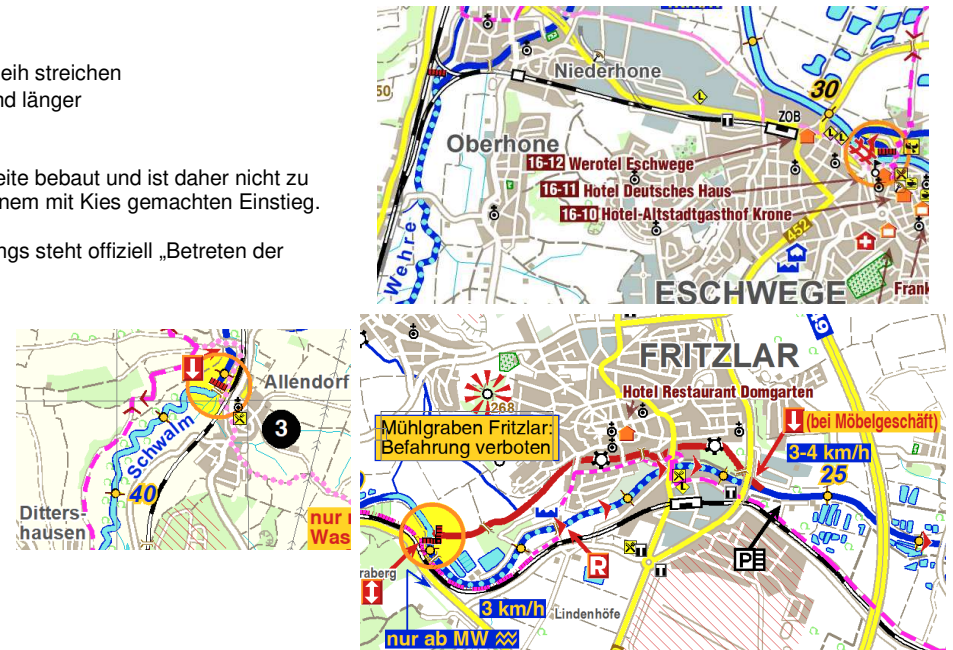 eih streichen
nd länger
eite bebaut und ist daher nicht zu
nem mit Kies gemachten Einstieg.
ngs steht offiziell „Betreten der
50
Niederhone
Oberhone
30
ZOB
16-12 Werotel Eschwege
16-11 Hotel Deutsches Haus
16-10 Hotel-Altstadtgasthof Krone
Wehre
452
ESCHWEGE
Frank
Allendorf
3
Schwalm
40
Ditters-
hausen
nur
Was
FRITZLAR
49
Hotel Restaurant Domgarten
268
Mühlgraben Fritzlar:
Befahrung verboten
(bei Möbelgeschäft)
3-4 km/h
25
L
R
P
raberg
3 km/h
Lindenhöfe
nur ab MW